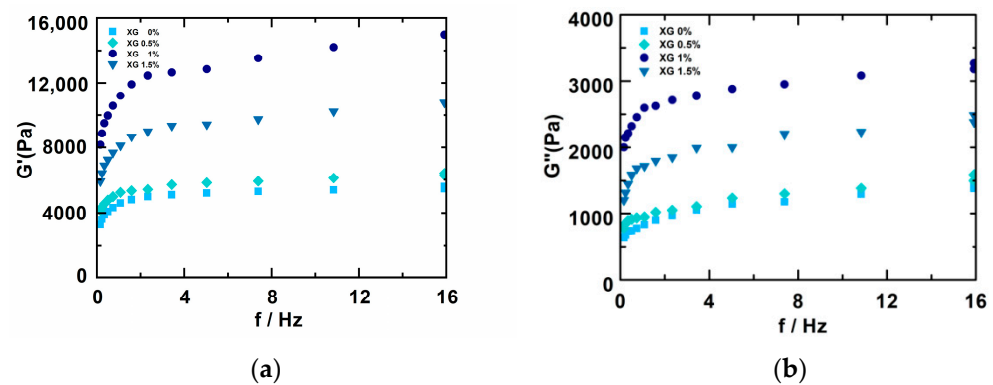 16,000
12,000
8000
4000
0
G'(Pa)
XG 0%
XG 0.5%
XG 1%
XG 1.5%
0 4 8 12 16
f / Hz
(a)
4000
3000
2000
1000
0
G"(Pa)
XG 0%
XG 0.5%
XG 1%
XG 1.5%
0 4 8 12 16
f / Hz
(b)